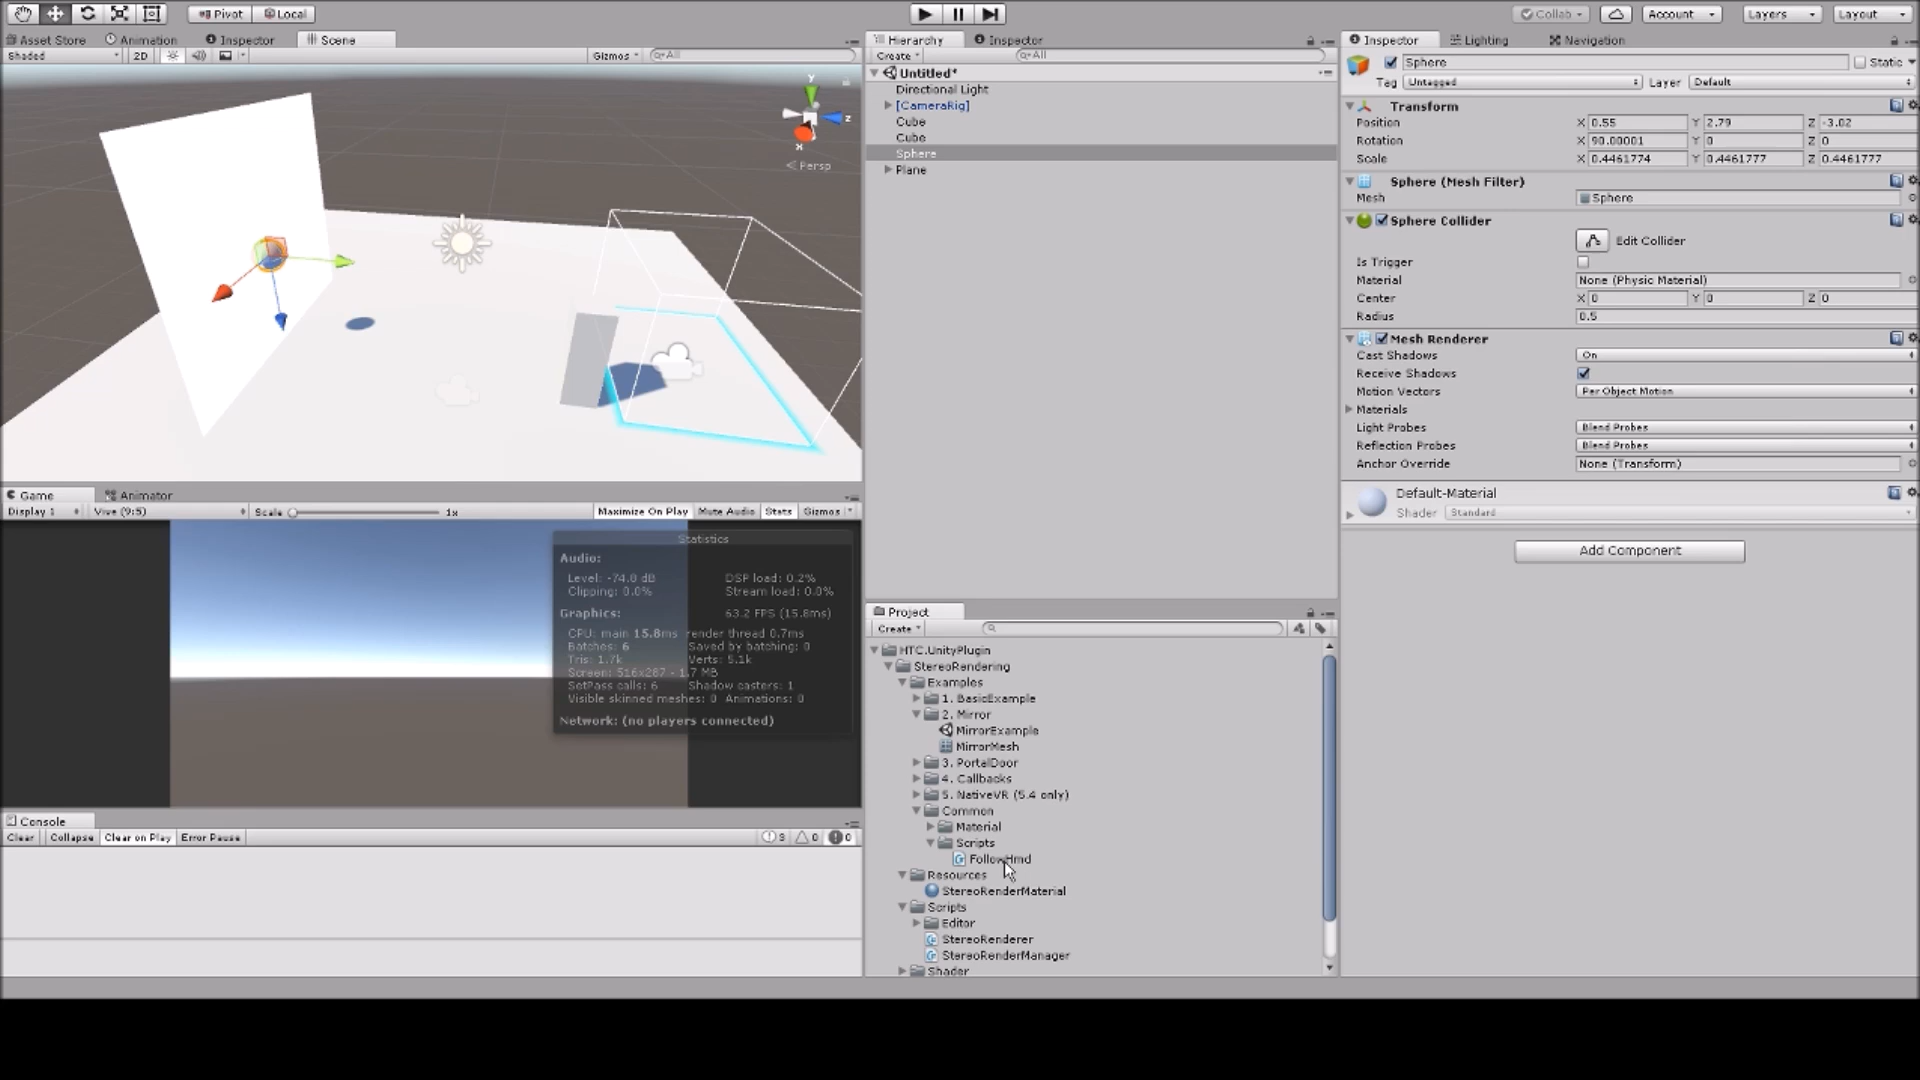 Pivot Local Collab Account Layers Layout
Asset Store Animation Inspector Scene
Shaded 2D Gizmos All
y
z
x
Persp
Game Animator
Display 1 Vive (9:5) Scale 1x Maximize On Play Mute Audio Stats Gizmos
Statistics
Audio:
Level: -74.8 dB DSP load: 0.2%
Clipping: 0.0% Stream load: 0.0%
Graphics: 63.2 FPS (15.8ms)
CPU: main 15.8ms render thread 0.7ms
Batches: 6 Saved by batching: 0
Tris: 1.7k Verts: 5.1k
Screen: 516x287 - 1.7 MB
SetPass calls: 6 Shadow casters: 1
Visible skinned meshes: 0 Animations: 0
Network: (no players connected)
Console
Clear Collapse Clear on Play Error Pause 3 0 0
Hierarchy Inspector
Create All
Untitled*
Directional Light
[CameraRig]
Cube
Cube
Sphere
Plane
Project
Create
HTC.UnityPlugin
StereoRendering
Examples
1. BasicExample
2. Mirror
MirrorExample
MirrorMesh
3. PortalDoor
4. Callbacks
5. NativeVR (5.4 only)
Common
Material
Scripts
FollowHmd
Resources
StereoRenderMaterial
Scripts
Editor
StereoRenderer
StereoRenderManager
Shader
Inspector Lighting Navigation
Sphere Static
Tag Untagged Layer Default
Transform
Position X 0.55 Y 2.79 Z -3.02
Rotation X 90.00001 Y 0 Z 0
Scale X 0.4461774 Y 0.4461777 Z 0.4461777
Sphere (Mesh Filter)
Mesh Sphere
Sphere Collider
Edit Collider
Is Trigger
Material None (Physic Material)
Center X 0 Y 0 Z 0
Radius 0.5
Mesh Renderer
Cast Shadows On
Receive Shadows
Motion Vectors Per Object Motion
Materials
Light Probes Blend Probes
Reflection Probes Blend Probes
Anchor Override None (Transform)
Default-Material
Shader Standard
Add Component